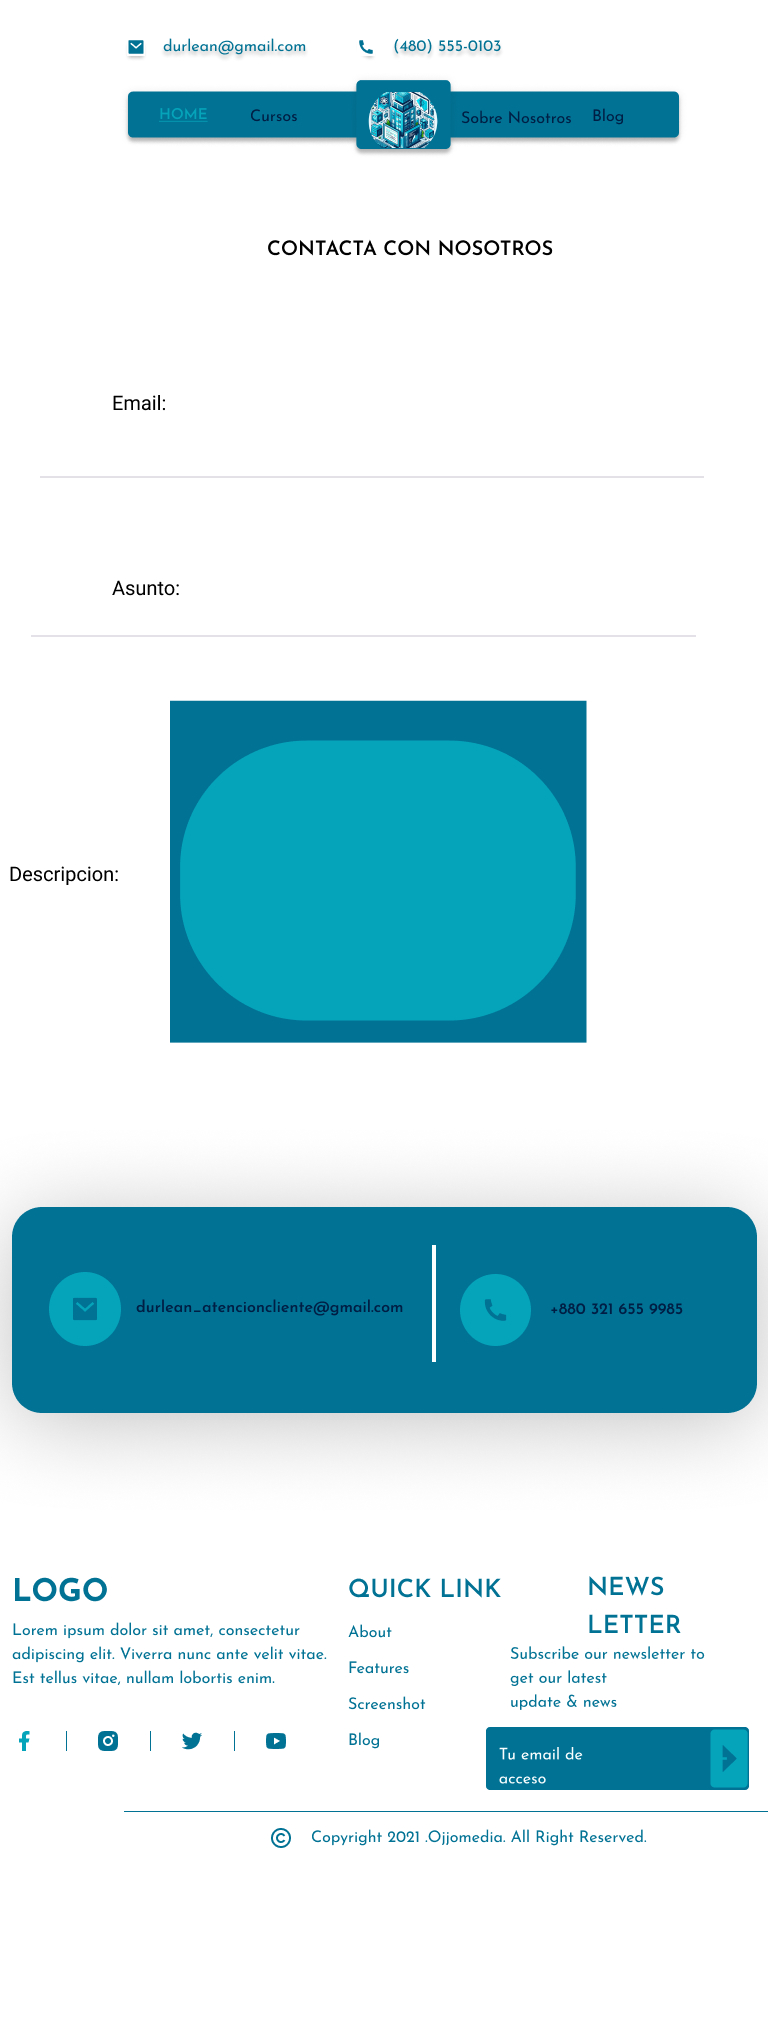 durlean@gmail.com
(480) 555-0103
HOME
Cursos
Sobre Nosotros
Blog
CONTACTA CON NOSOTROS
Email:
Asunto:
Descripcion:
durlean_atencioncliente@gmail.com
+880 321 655 9985
LOGO
Lorem ipsum dolor sit amet, consectetur
adipiscing elit. Viverra nunc ante velit vitae.
Est tellus vitae, nullam lobortis enim.
QUICK LINK
About
Features
Screenshot
Blog
NEWS
LETTER
Subscribe our newsletter to
get our latest
update & news
Tu email de
acceso
© Copyright 2021 .Ojjomedia. All Right Reserved.